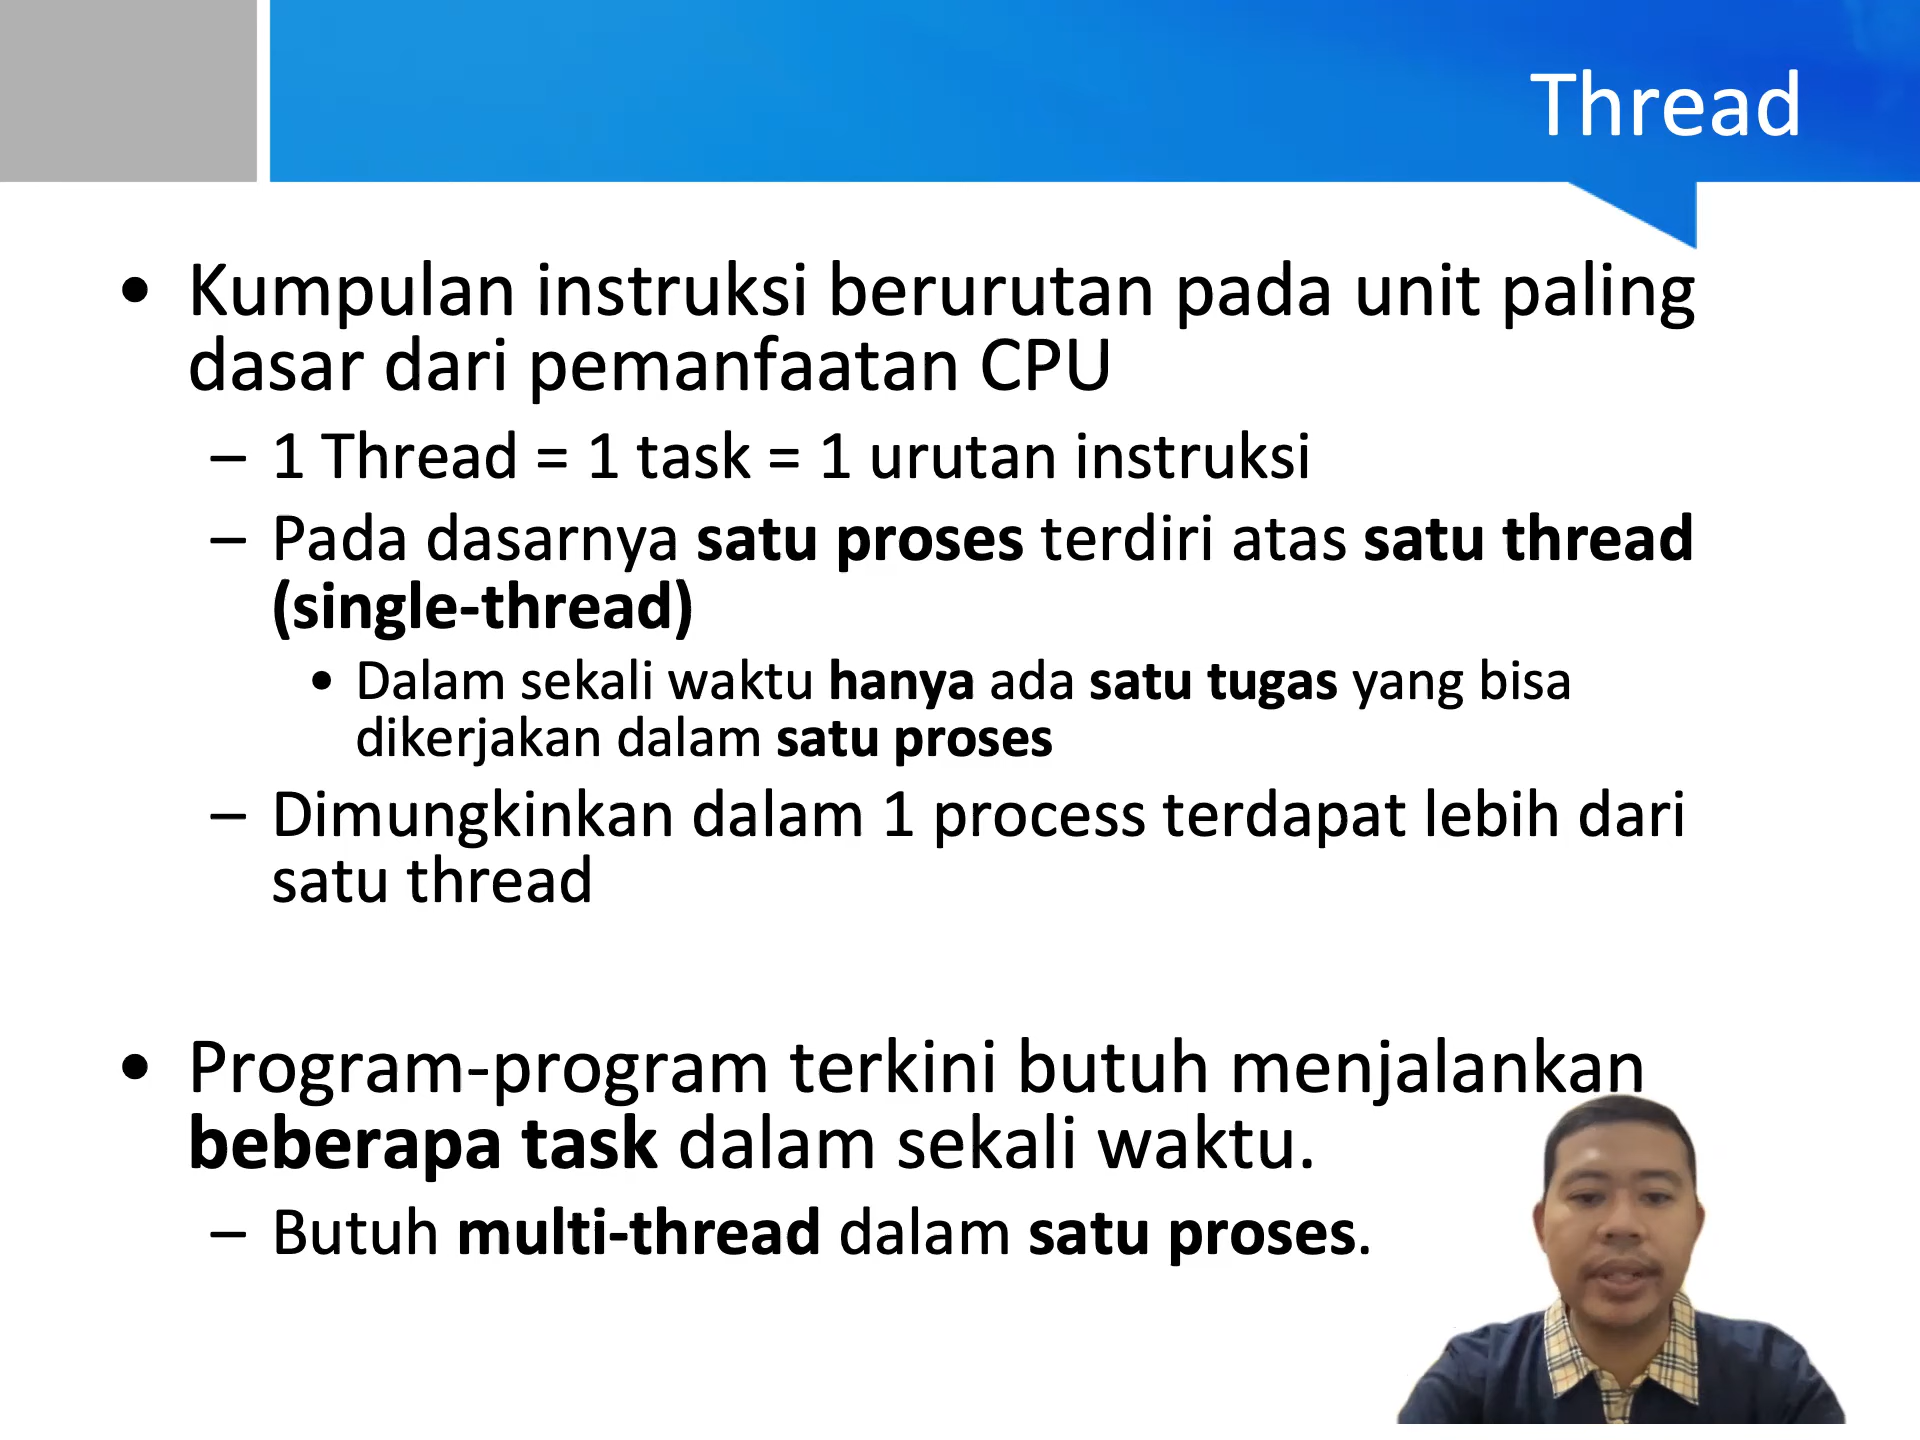 Thread
• Kumpulan instruksi berurutan pada unit paling
dasar dari pemanfaatan CPU
– 1 Thread = 1 task = 1 urutan instruksi
– Pada dasarnya satu proses terdiri atas satu thread
(single-thread)
• Dalam sekali waktu hanya ada satu tugas yang bisa
dikerjakan dalam satu proses
– Dimungkinkan dalam 1 process terdapat lebih dari
satu thread
• Program-program terkini butuh menjalankan
beberapa task dalam sekali waktu.
– Butuh multi-thread dalam satu proses.